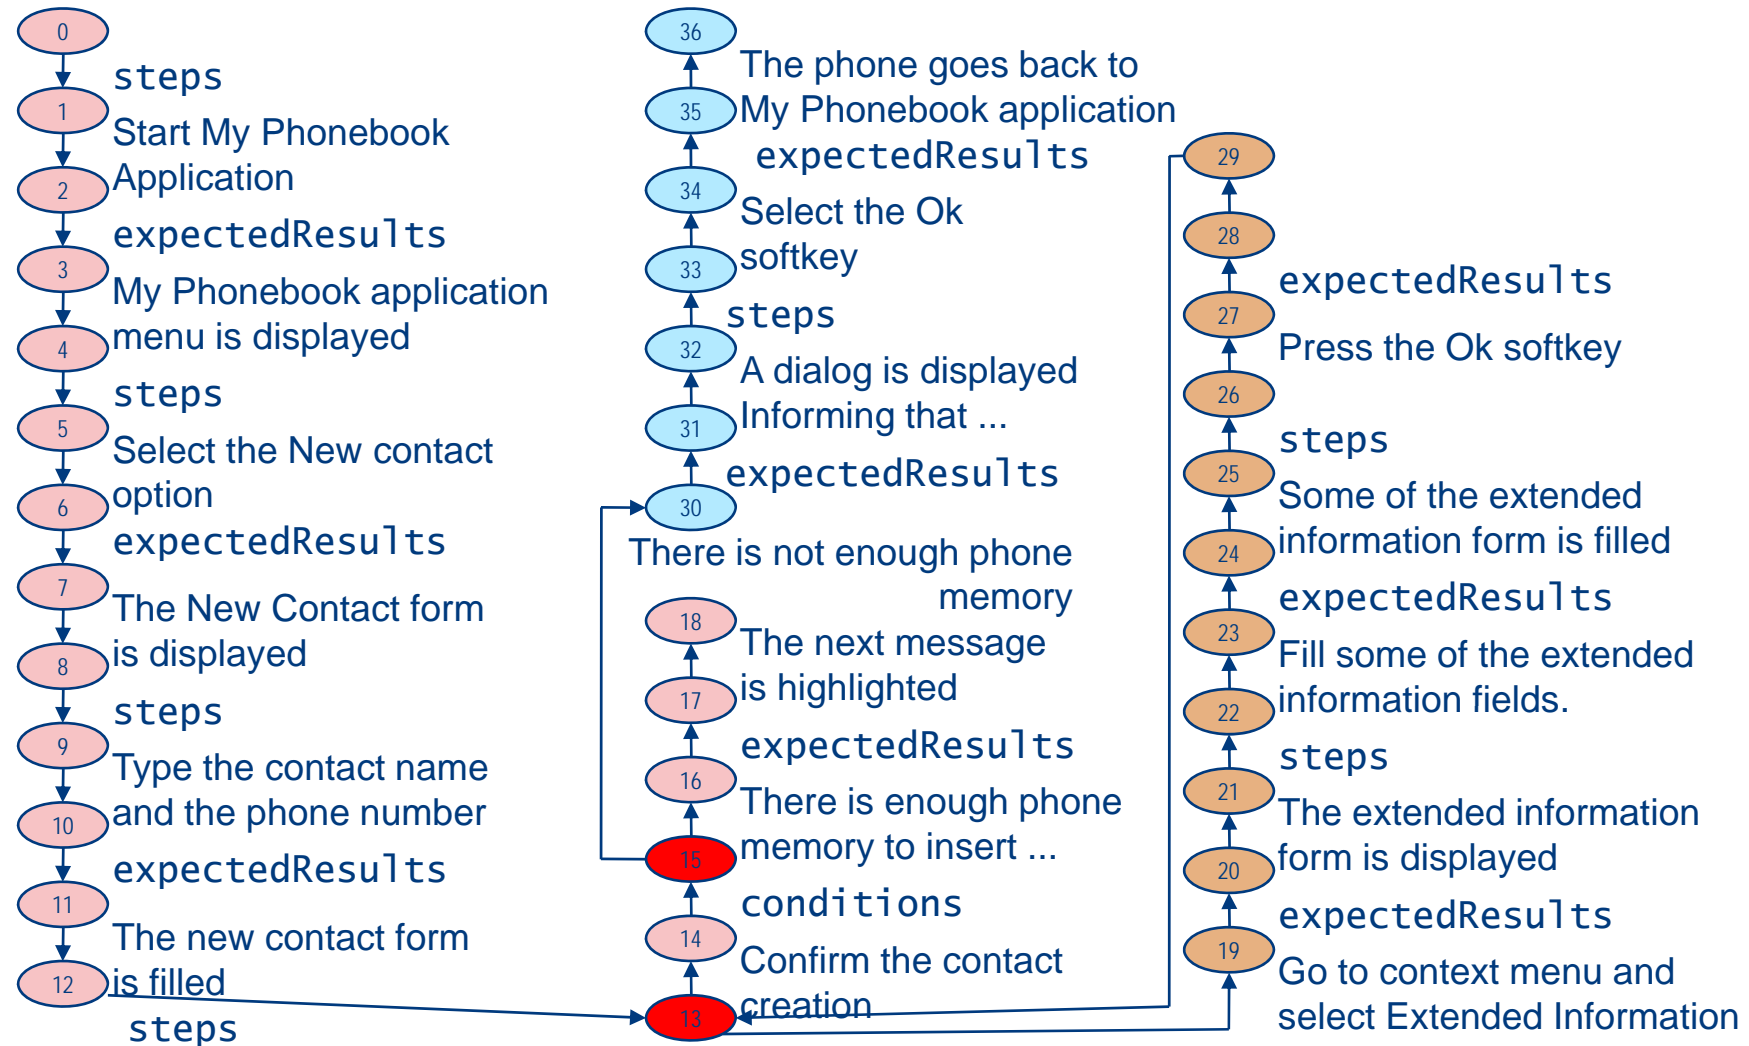 0
steps
1
Start My Phonebook
Application
2
expectedResults
3
My Phonebook application
menu is displayed
4
steps
5
Select the New contact
option
6
expectedResults
7
The New Contact form
is displayed
8
steps
9
Type the contact name
and the phone number
10
expectedResults
11
The new contact form
is filled
12
steps
36
The phone goes back to
My Phonebook application
35
expectedResults
34
Select the Ok
softkey
33
steps
32
A dialog is displayed
Informing that ...
31
expectedResults
30
There is not enough phone
memory
18
The next message
is highlighted
17
expectedResults
16
There is enough phone
memory to insert ...
15
conditions
14
Confirm the contact
creation
13
29
28
expectedResults
27
Press the Ok softkey
26
steps
25
Some of the extended
information form is filled
24
expectedResults
23
Fill some of the extended
information fields.
22
steps
21
The extended information
form is displayed
20
expectedResults
19
Go to context menu and
select Extended Information